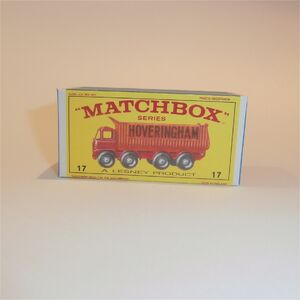 "MATCHBOX"
SERIES
HOVERINGHAM
17 17
A LESNEY PRODUCT